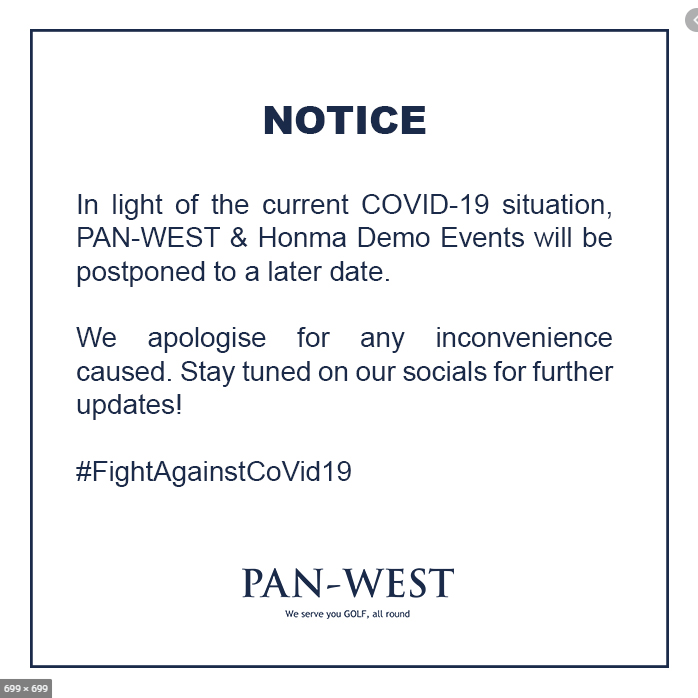 NOTICE
In light of the current COVID-19 situation,
PAN-WEST & Honma Demo Events will be
postponed to a later date.
We apologise for any inconvenience
caused. Stay tuned on our socials for further
updates!
#FightAgainstCoVid19
PAN-WEST
We serve you GOLF, all round
699 × 699